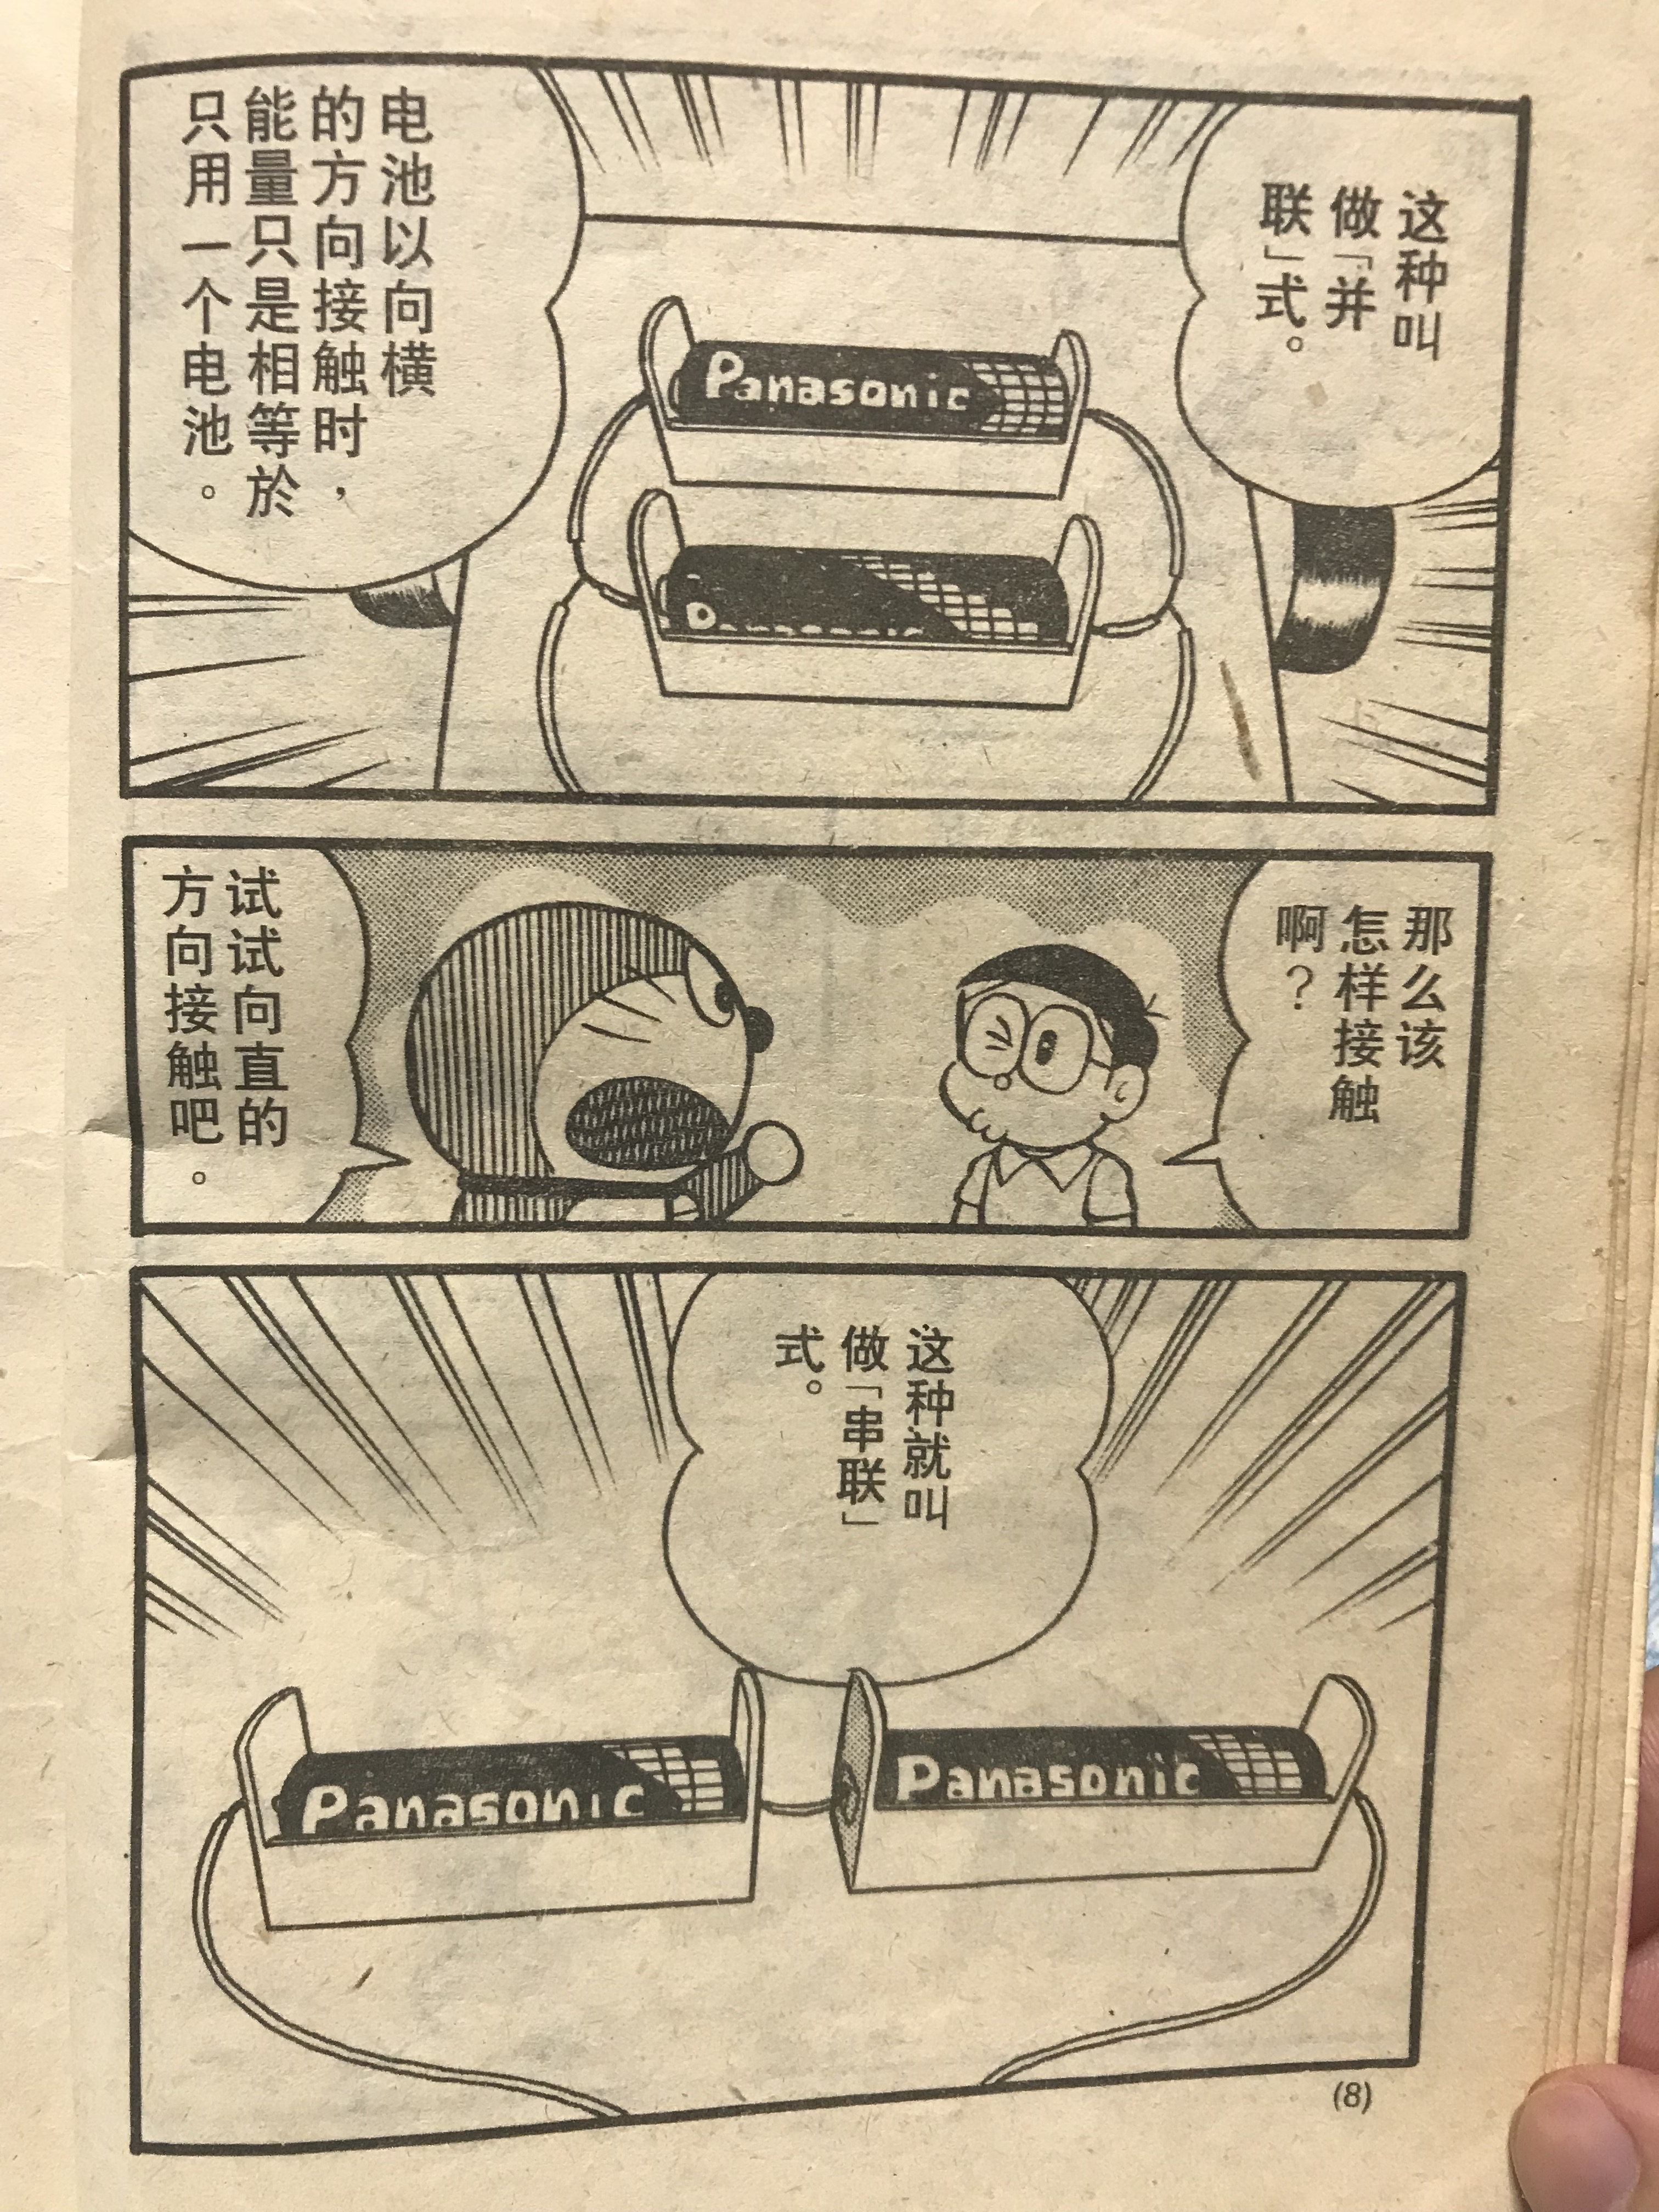 这种叫
做「并
联」式。
电池以向横
的方向接触时，
能量只是相等於
只用一个电池。
Panasonic
Panasonic
那么该
怎样接触
啊？
试试向直的
方向接触吧。
这种就叫
做「串联」
式。
Panasonic
Panasonic
(8)